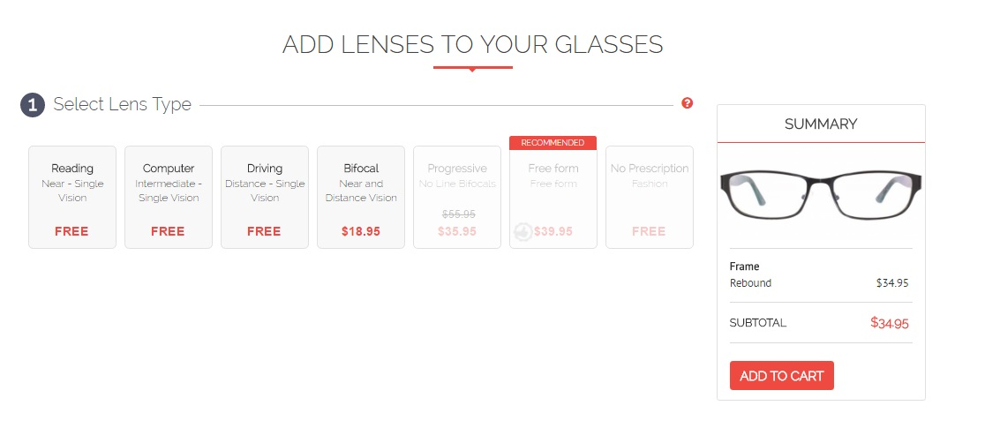 ADD LENSES TO YOUR GLASSES
1 Select Lens Type
?
Reading
Near - Single
Vision
FREE
Computer
Intermediate -
Single Vision
FREE
Driving
Distance - Single
Vision
FREE
Bifocal
Near and
Distance Vision
$18.95
Progressive
No Line Bifocals
$55.95
$35.95
RECOMMENDED
Free form
Free form
$39.95
No Prescription
Fashion
FREE
SUMMARY
Frame
Rebound $34.95
SUBTOTAL $34.95
ADD TO CART